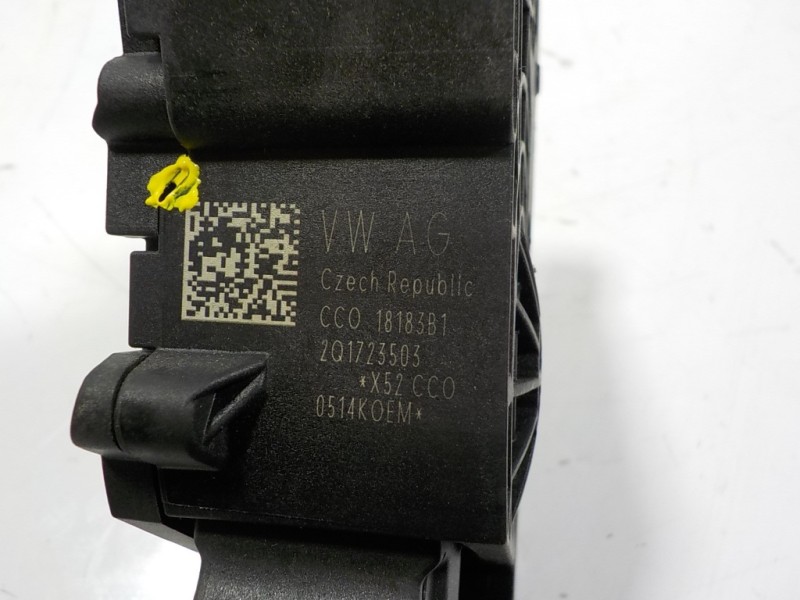 VW AG
Czech Republic
CCO 18183B1
2Q1723503
*X52 CCO
0514KOEM*